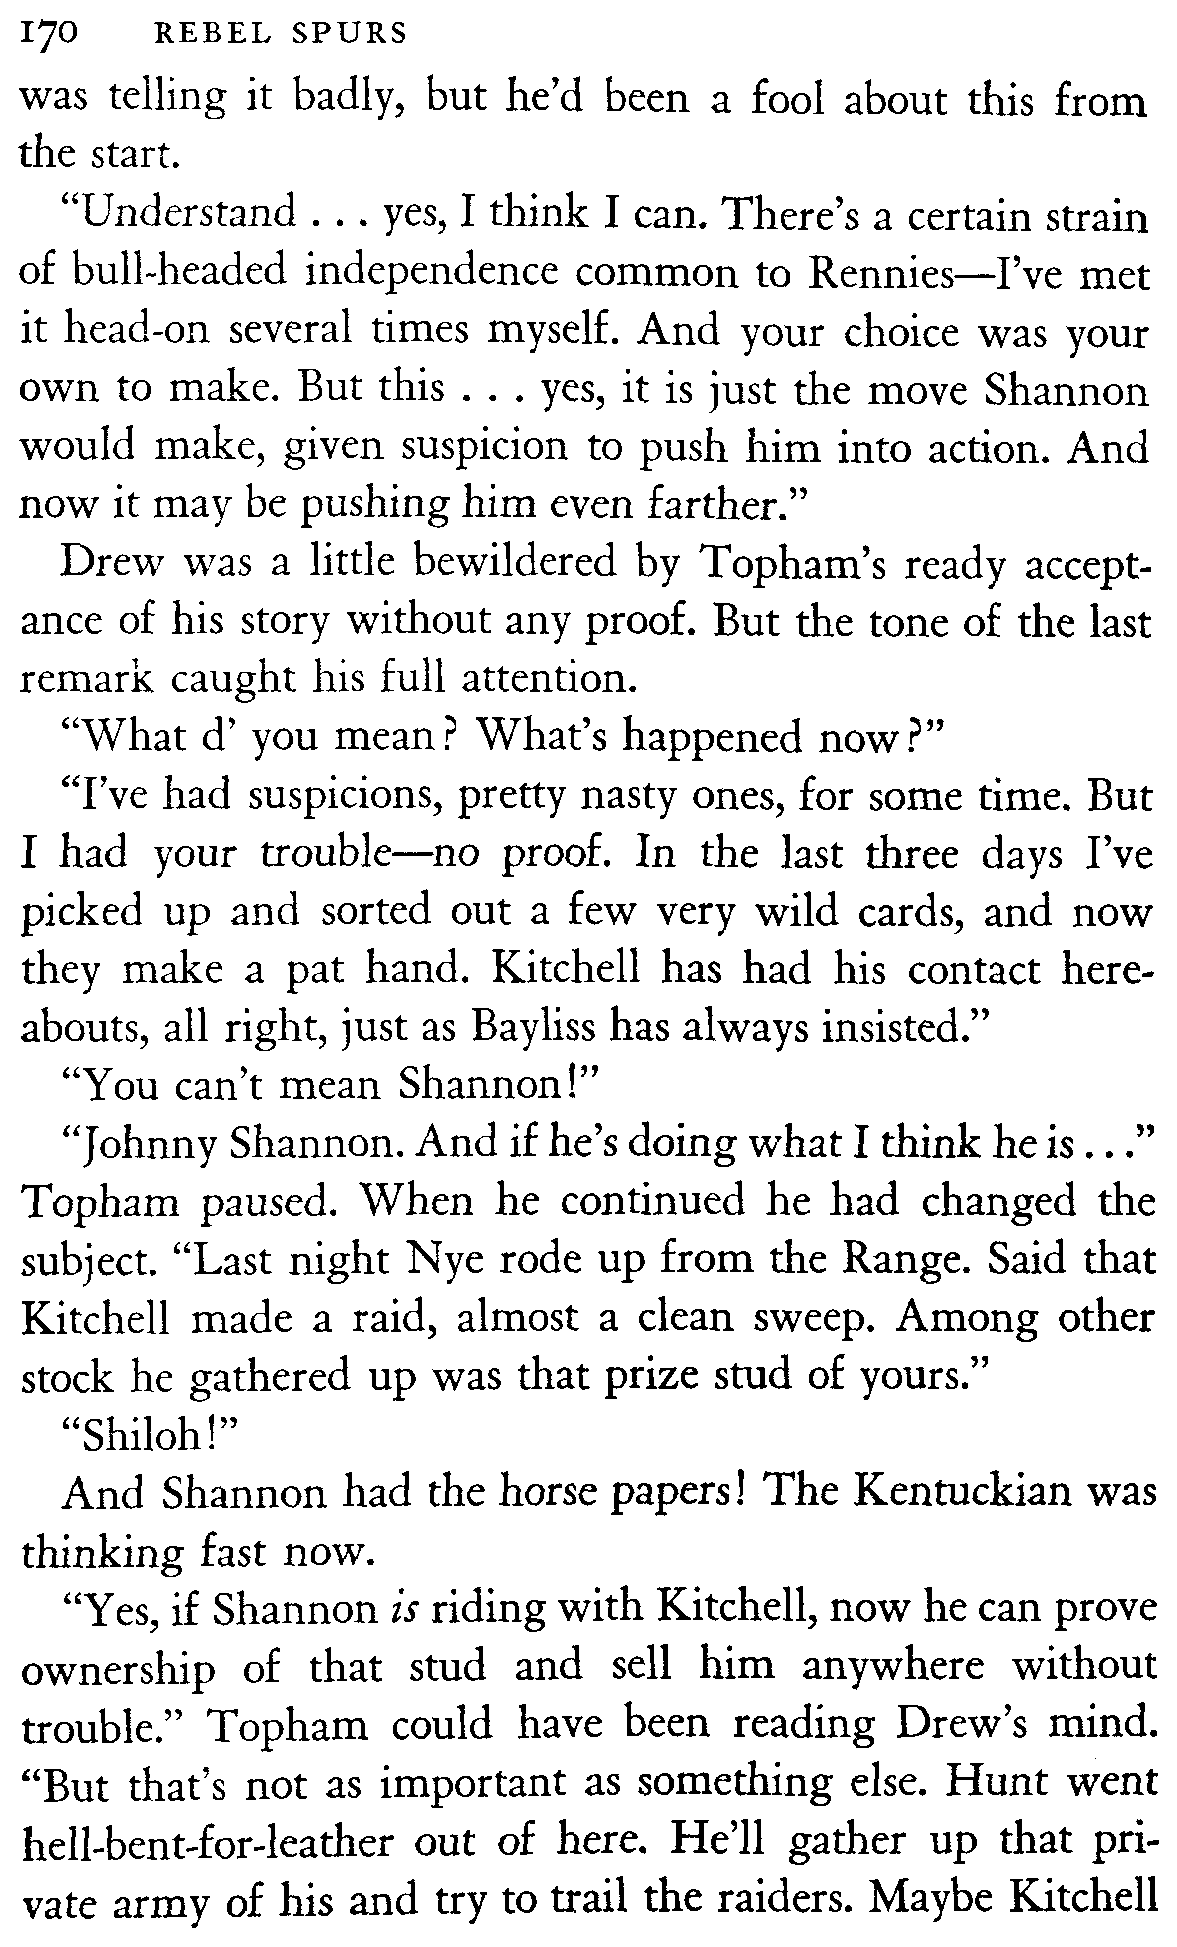 170 REBEL SPURS
was telling it badly, but he’d been a fool about this from
the start.
“Understand . . . yes, I think I can. There’s a certain strain
of bull-headed independence common to Rennies—I’ve met
it head-on several times myself. And your choice was your
own to make. But this . . . yes, it is just the move Shannon
would make, given suspicion to push him into action. And
now it may be pushing him even farther.”
Drew was a little bewildered by Topham’s ready accept-
ance of his story without any proof. But the tone of the last
remark caught his full attention.
“What d’ you mean? What’s happened now?”
“I’ve had suspicions, pretty nasty ones, for some time. But
I had your trouble—no proof. In the last three days I’ve
picked up and sorted out a few very wild cards, and now
they make a pat hand. Kitchell has had his contact here-
abouts, all right, just as Bayliss has always insisted.”
“You can’t mean Shannon!”
“Johnny Shannon. And if he’s doing what I think he is . . .”
Topham paused. When he continued he had changed the
subject. “Last night Nye rode up from the Range. Said that
Kitchell made a raid, almost a clean sweep. Among other
stock he gathered up was that prize stud of yours.”
“Shiloh!”
And Shannon had the horse papers! The Kentuckian was
thinking fast now.
“Yes, if Shannon is riding with Kitchell, now he can prove
ownership of that stud and sell him anywhere without
trouble.” Topham could have been reading Drew’s mind.
“But that’s not as important as something else. Hunt went
hell-bent-for-leather out of here. He’ll gather up that pri-
vate army of his and try to trail the raiders. Maybe Kitchell